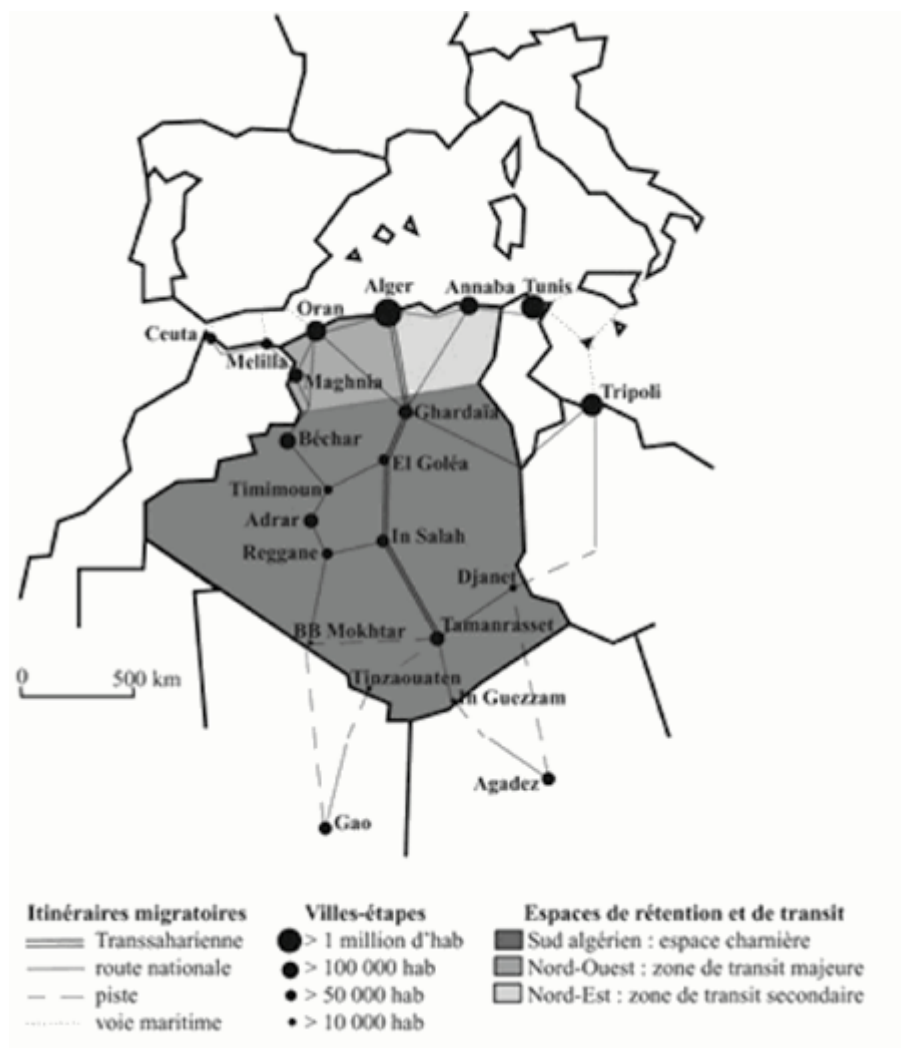 Alger
Annaba
Tunis
Oran
Ceuta
Melilla
Maghnia
Tripoli
Ghardaïa
Béchar
El Goléa
Timimoun
Adrar
In Salah
Reggane
Djanet
BB Mokhtar
Tamanrasset
0 500 km
Tinzaouaten
In Guezzam
Agadez
Gao
Itinéraires migratoires
Transsaharienne
route nationale
piste
voie maritime
Villes-étapes
> 1 million d'hab
> 100 000 hab
> 50 000 hab
> 10 000 hab
Espaces de rétention et de transit
Sud algérien : espace charnière
Nord-Ouest : zone de transit majeure
Nord-Est : zone de transit secondaire